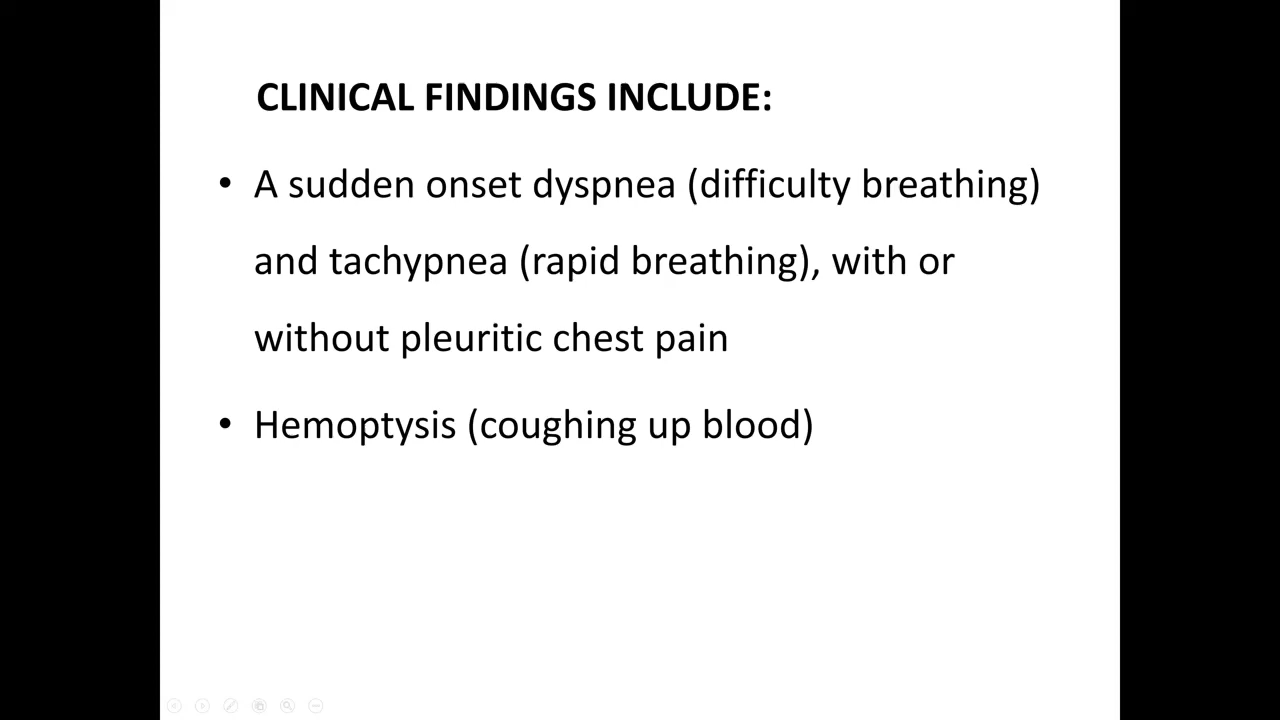 CLINICAL FINDINGS INCLUDE:
• A sudden onset dyspnea (difficulty breathing)
and tachypnea (rapid breathing), with or
without pleuritic chest pain
• Hemoptysis (coughing up blood)